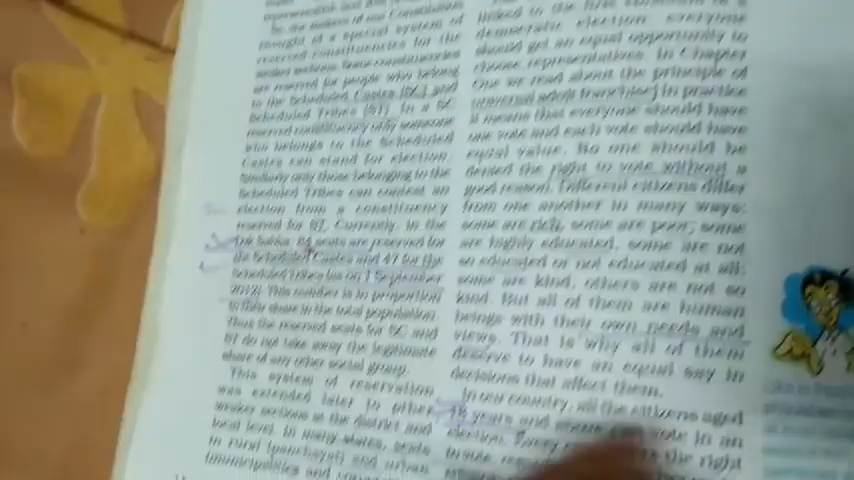 thought of a special system of
reserved constituencies for the
weaker sections. Some constituencies
are reserved for people who belong
to the Scheduled Castes (SC) and
Scheduled Tribes (ST). In a SC
reserved constituency only someone
who belongs to the Scheduled
Castes can stand for election.
Similarly only those belonging to the
Scheduled Tribes can contest an
election from a constituency
reserved for ST. Currently, in the
Lok Sabha, 84 seats are reserved for
the Scheduled Castes and 47 for the
Scheduled Tribes (as on 1 September
2012). This number is in proportion
to their share in the total population.
Thus the reserved seats for SC and
ST do not take away the legitimate
share of any other social group.
This system of reservation
was extended later to other
weaker sections at the district and
local level. In many states, seats
in rural (panchayat) and urban
(municipalities and
democratic election everyone
should get an equal opportunity to
choose representatives. In Chapter
One we read about the principle of
universal adult franchise. In practice
it means that everyone should have
one vote and each vote should have
equal value. No one should be
denied the right to vote without a
good reason. Different citizens differ
from one another in many ways:
some are rich, some are poor; some
are highly educated, some are not
so educated or not educated at all;
some are kind, others are not so
kind. But all of them are human
beings with their own needs and
views. That is why all of them
deserve to have an equal say in
decisions that affect them.
In our country, all the citizens aged
18 years and above vote in an
election. Every
the right